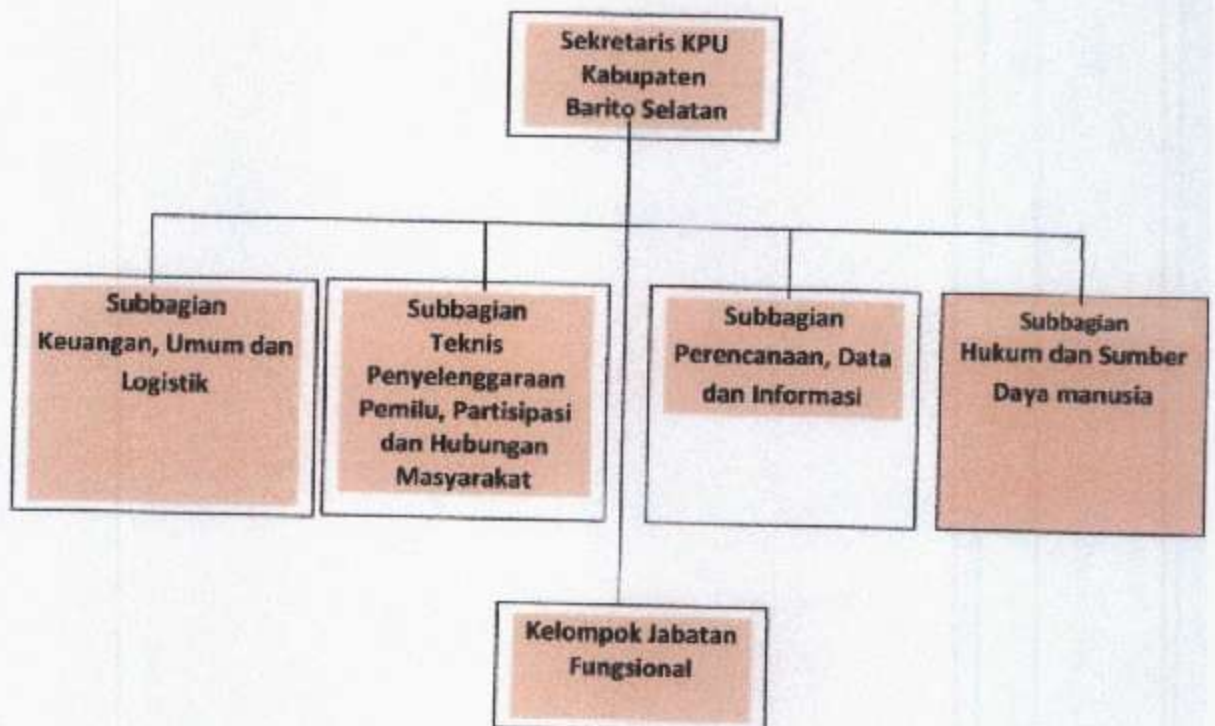 Sekretaris KPU
Kabupaten
Barito Selatan
Subbagian
Keuangan, Umum dan
Logistik
Subbagian
Teknis
Penyelenggaraan
Pemilu, Partisipasi
dan Hubungan
Masyarakat
Subbagian
Perencanaan, Data
dan Informasi
Subbagian
Hukum dan Sumber
Daya manusia
Kelompok Jabatan
Fungsional